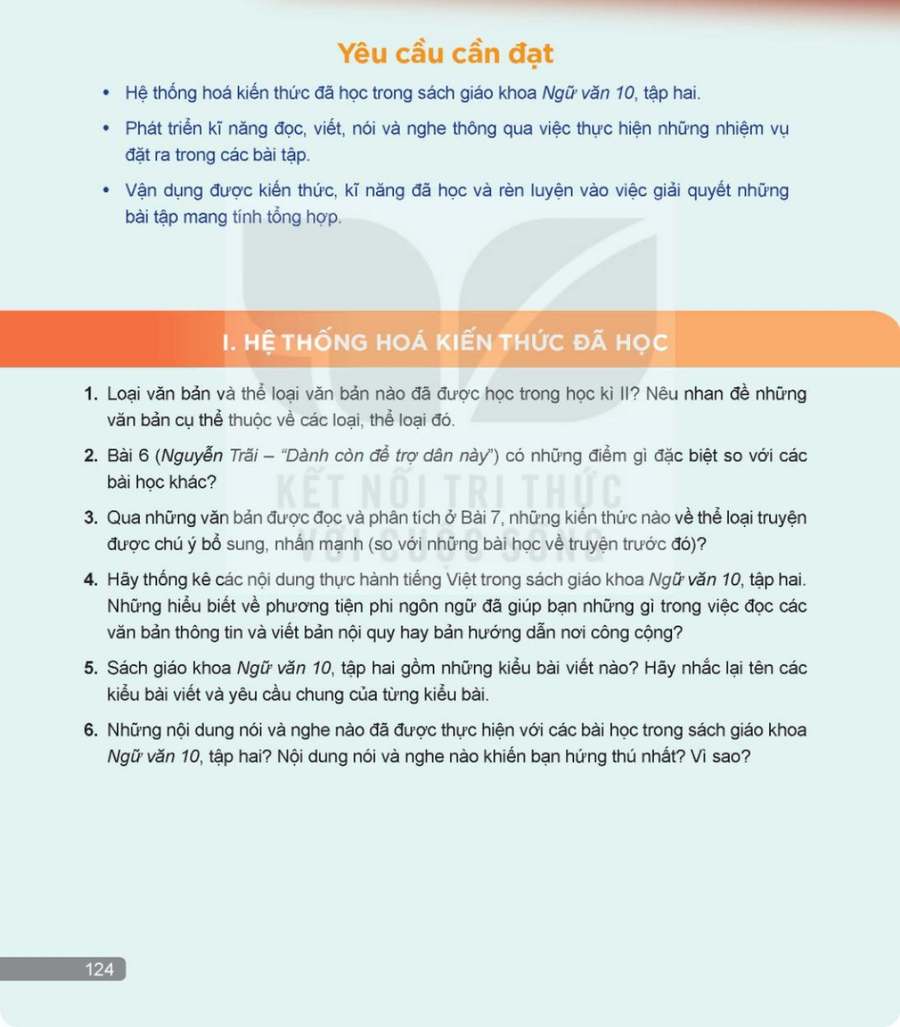 Yêu cầu cần đạt
• Hệ thống hoá kiến thức đã học trong sách giáo khoa Ngữ văn 10, tập hai.
• Phát triển kĩ năng đọc, viết, nói và nghe thông qua việc thực hiện những nhiệm vụ
đặt ra trong các bài tập.
• Vận dụng được kiến thức, kĩ năng đã học và rèn luyện vào việc giải quyết những
bài tập mang tính tổng hợp.
I. HỆ THỐNG HOÁ KIẾN THỨC ĐÃ HỌC
1. Loại văn bản và thể loại văn bản nào đã được học trong học kì II? Nêu nhan đề những
văn bản cụ thể thuộc về các loại, thể loại đó.
2. Bài 6 (Nguyễn Trãi – “Dành còn để trợ dân này”) có những điểm gì đặc biệt so với các
bài học khác?
KẾT NỐI TRI THỨC
3. Qua những văn bản được đọc và phân tích ở Bài 7, những kiến thức nào về thể loại truyện
được chú ý bổ sung, nhấn mạnh (so với những bài học về truyện trước đó)?
VỚI CUỘC SỐNG
4. Hãy thống kê các nội dung thực hành tiếng Việt trong sách giáo khoa Ngữ văn 10, tập hai.
Những hiểu biết về phương tiện phi ngôn ngữ đã giúp bạn những gì trong việc đọc các
văn bản thông tin và viết bản nội quy hay bản hướng dẫn nơi công cộng?
5. Sách giáo khoa Ngữ văn 10, tập hai gồm những kiểu bài viết nào? Hãy nhắc lại tên các
kiểu bài viết và yêu cầu chung của từng kiểu bài.
6. Những nội dung nói và nghe nào đã được thực hiện với các bài học trong sách giáo khoa
Ngữ văn 10, tập hai? Nội dung nói và nghe nào khiến bạn hứng thú nhất? Vì sao?
124